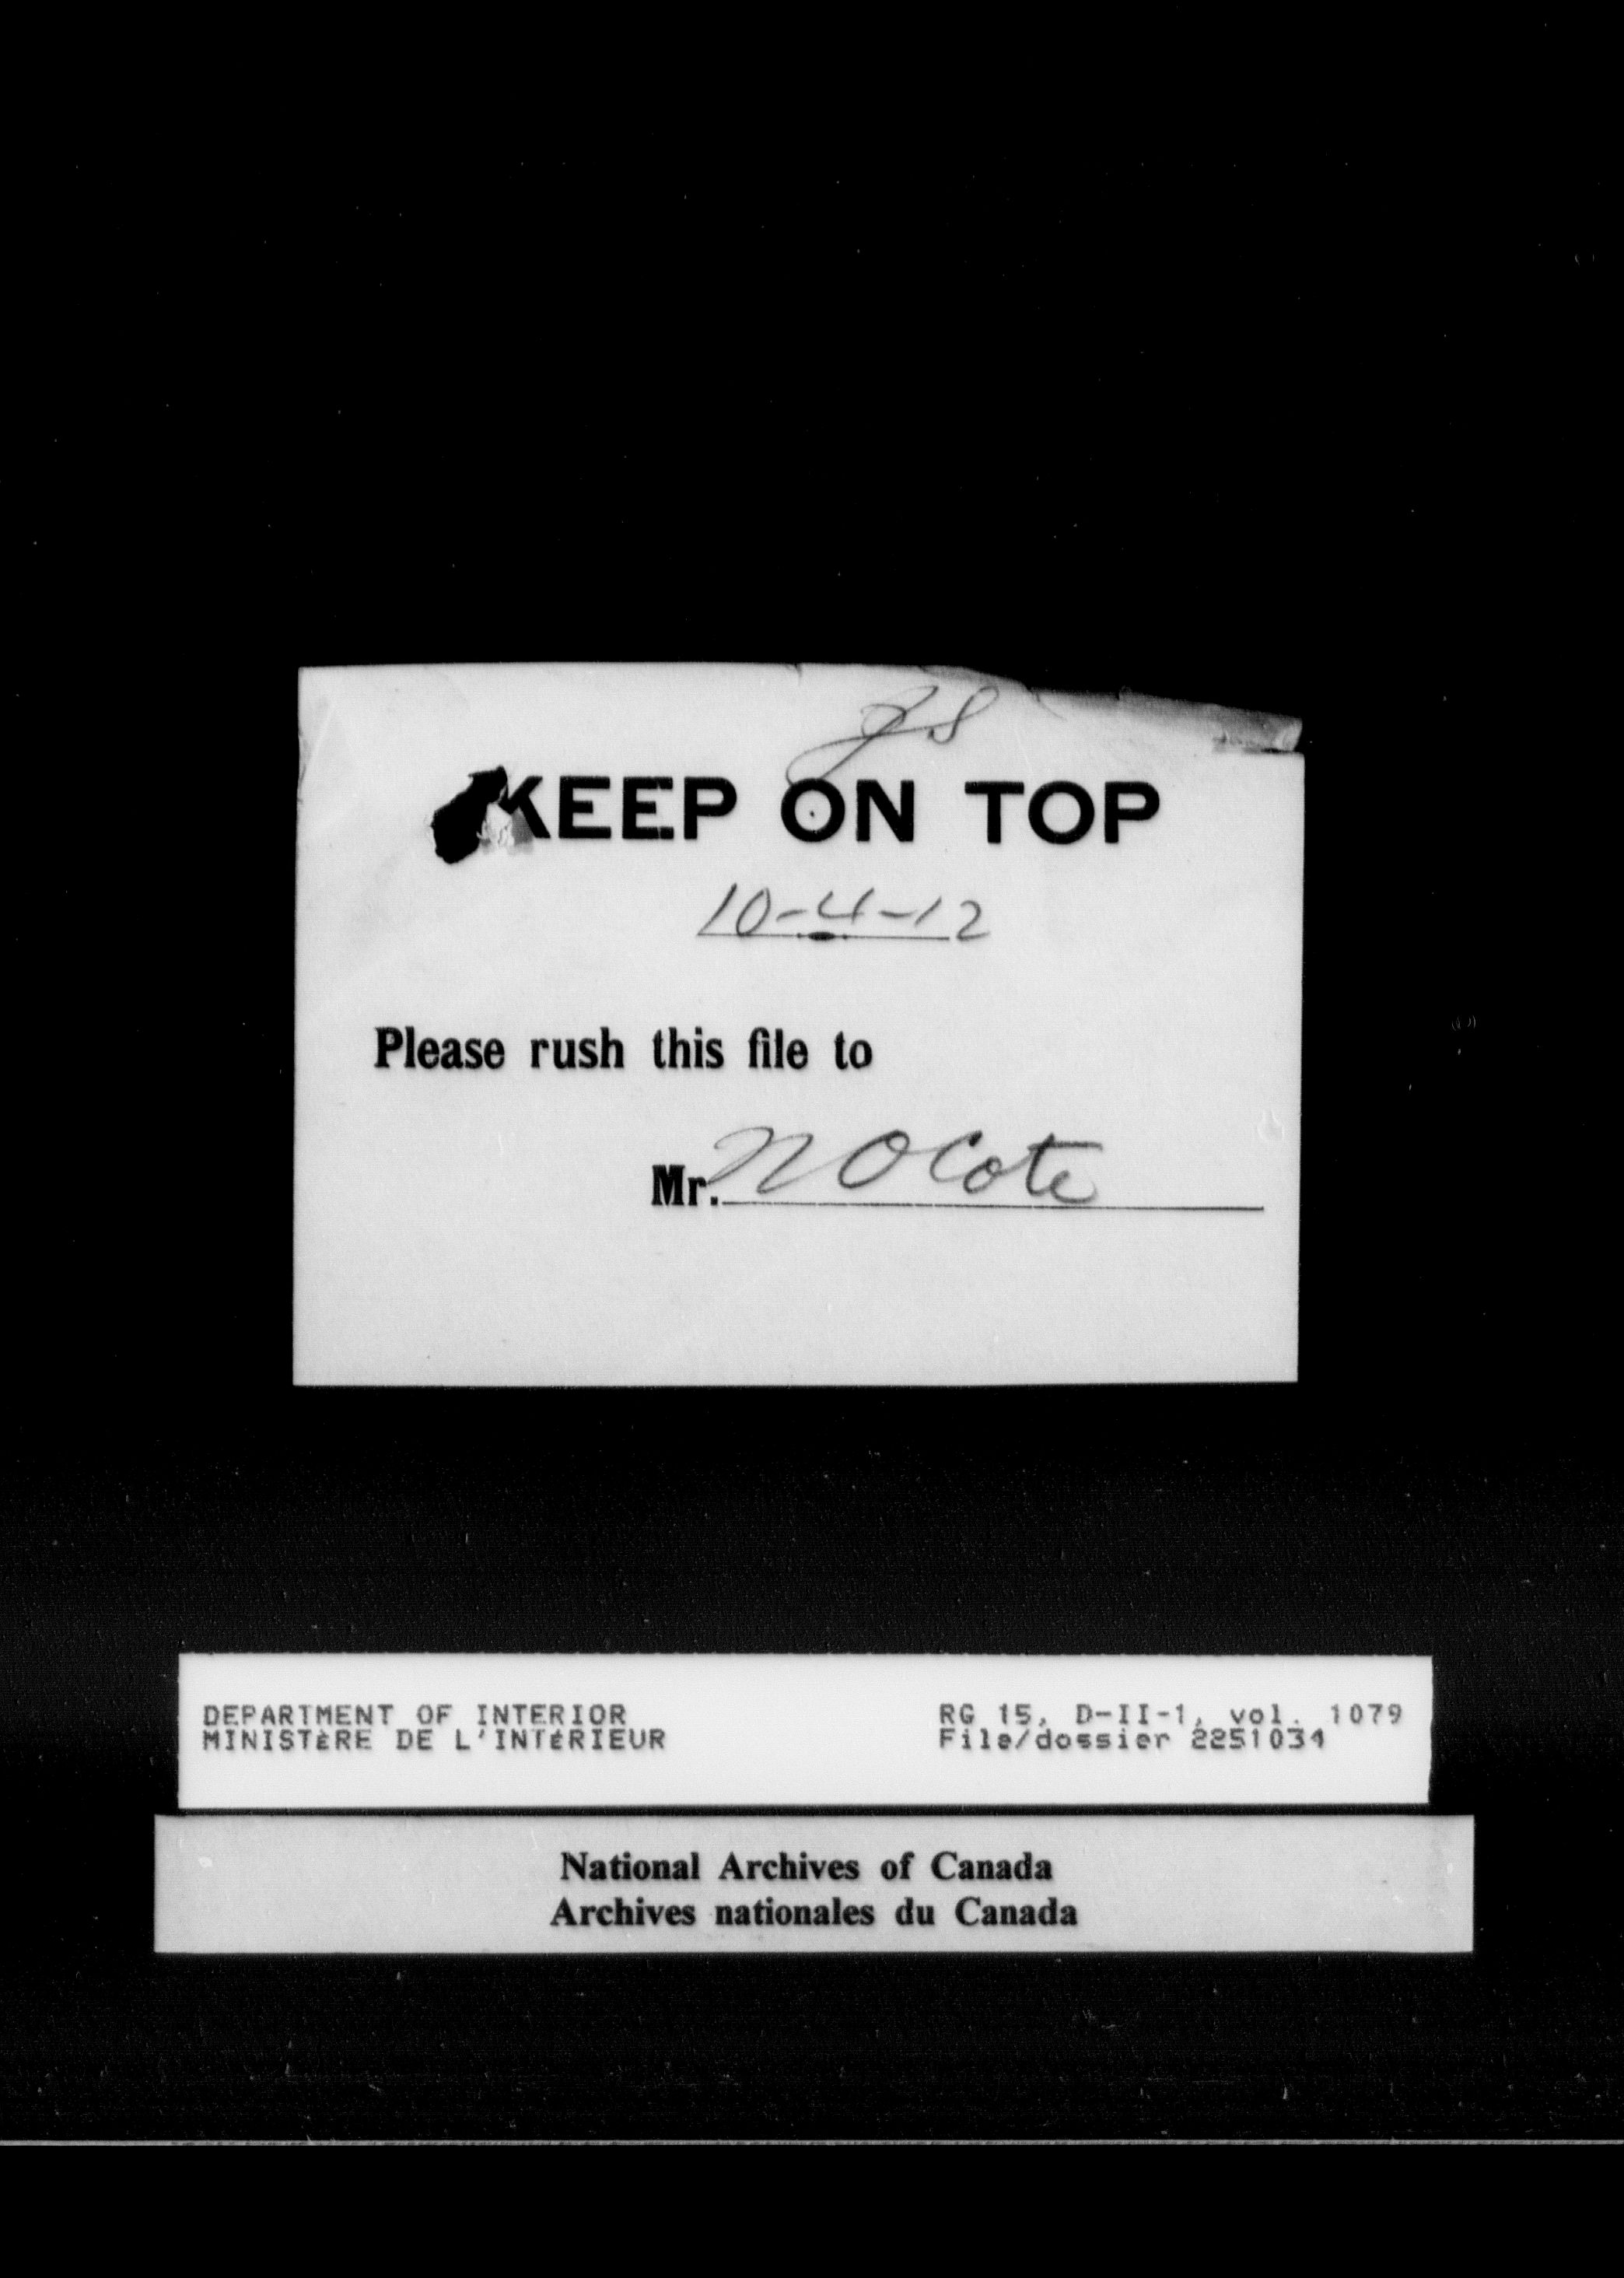 KEEP ON TOP
10-4-12
Please rush this file to
Mr. N O Cote
DEPARTMENT OF INTERIOR
MINISTÈRE DE L'INTÉRIEUR
RG 15, D-II-1, vol. 1079
File/dossier 2251034
National Archives of Canada
Archives nationales du Canada